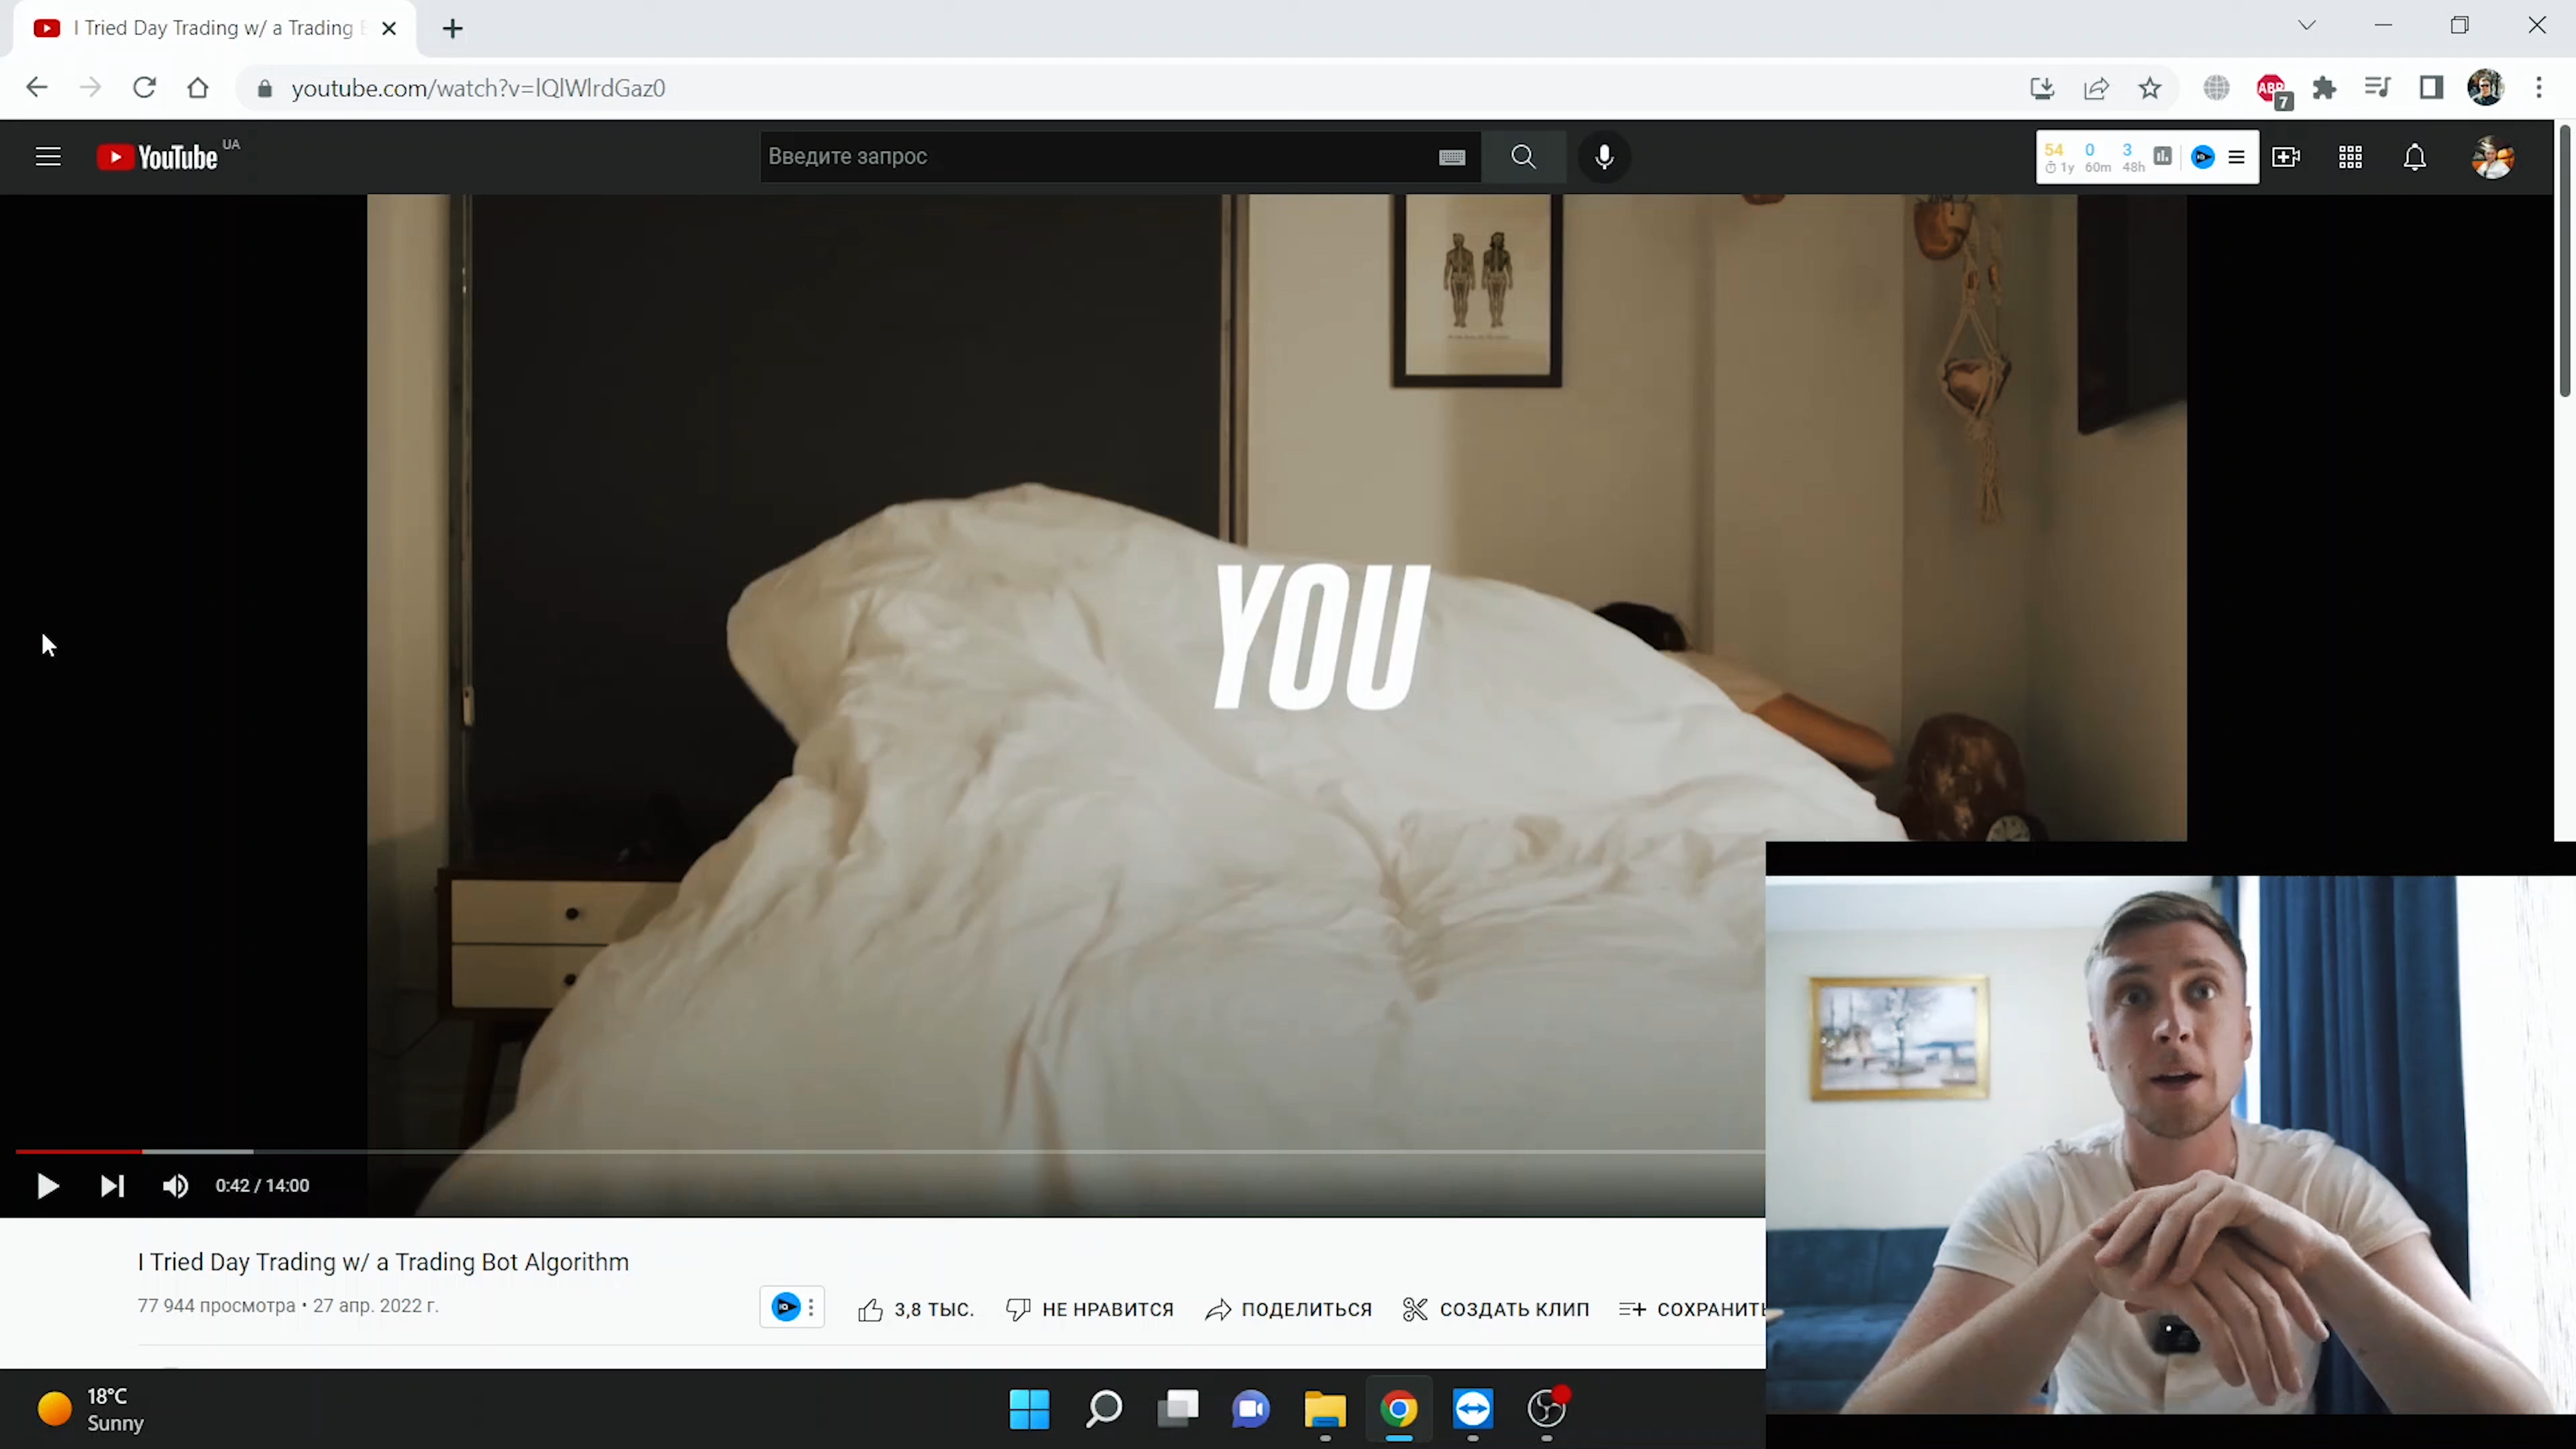 I Tried Day Trading w/ a Trading
youtube.com/watch?v=lQlWlrdGaz0
ABP
7
YouTube UA
Введите запрос
54 0 3
1y 60m 48h
YOU
0:42 / 14:00
I Tried Day Trading w/ a Trading Bot Algorithm
77 944 просмотра • 27 апр. 2022 г.
3,8 ТЫС.
НЕ НРАВИТСЯ
ПОДЕЛИТЬСЯ
СОЗДАТЬ КЛИП
СОХРАНИТЬ
18°C
Sunny